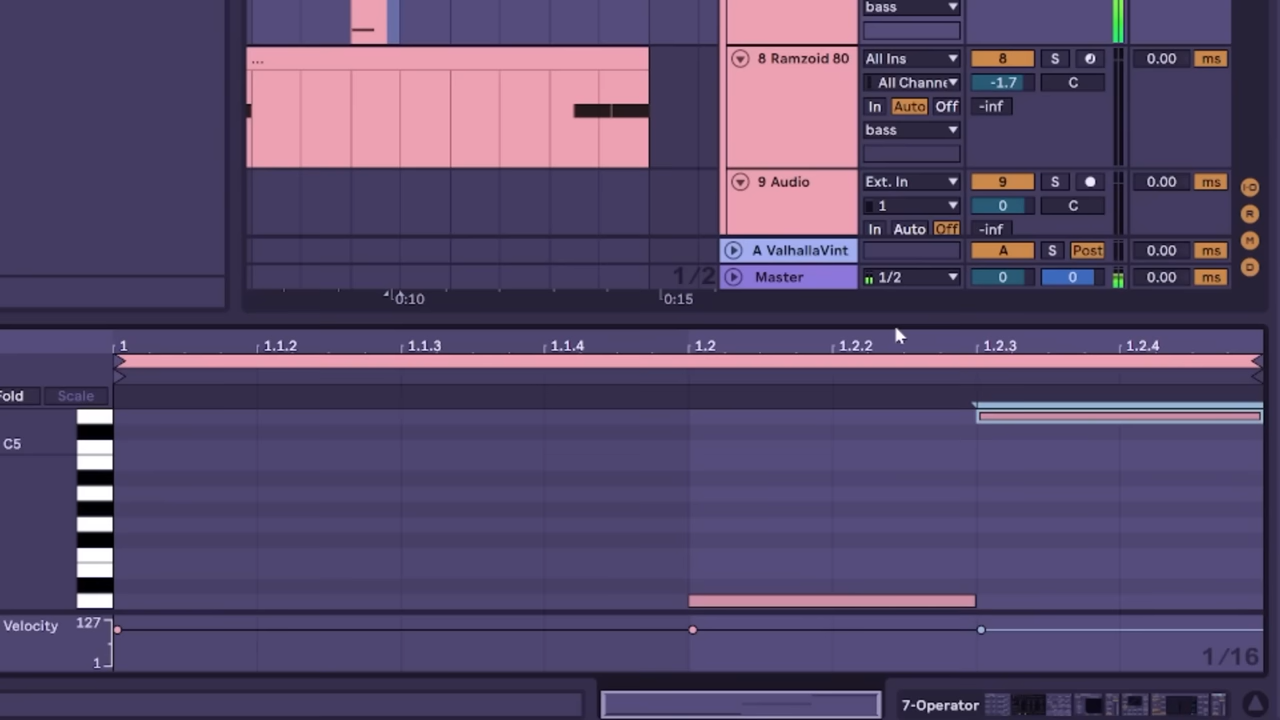 bass
...
8 Ramzoid 80 All Ins 8 S 0.00 ms
All Channe -1.7 C
In Auto Off -inf
bass
9 Audio Ext. In 9 S 0.00 ms
1 0 C
In Auto Off -inf
A ValhallaVint A S Post 0.00 ms
1/2 Master 1/2 0 0 0.00 ms
0:10 0:15
I-O
R
M
D
1 1.1.2 1.1.3 1.1.4 1.2 1.2.2 1.2.3 1.2.4
Fold Scale
C5
Velocity 127
1
1/16
7-Operator